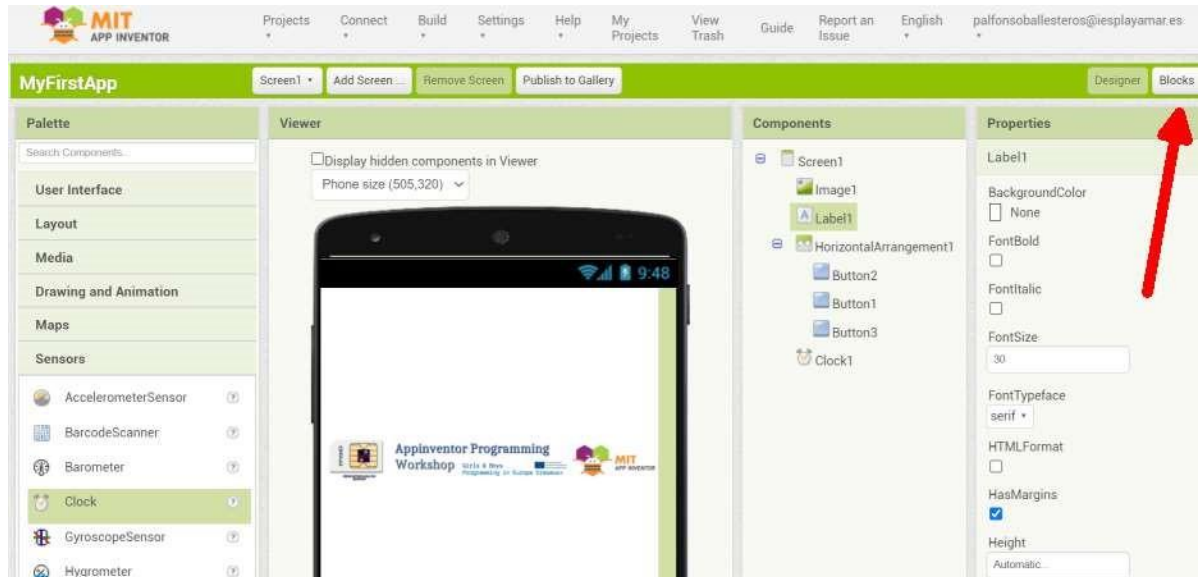 MIT
APP INVENTOR
Projects
Connect
Build
Settings
Help
My
Projects
View
Trash
Guide
Report an
Issue
English
palfonsoballesteros@iesplayamar.es
MyFirstApp
Screen1
Add Screen ...
Remove Screen
Publish to Gallery
Designer
Blocks
Palette
Search Components...
User Interface
Layout
Media
Drawing and Animation
Maps
Sensors
AccelerometerSensor
BarcodeScanner
Barometer
Clock
GyroscopeSensor
Hygrometer
Viewer
Display hidden components in Viewer
Phone size (505,320)
9:48
Appinventor Programming
Workshop
Girls & Boys
MIT
APP INVENTOR
Components
Screen1
Image1
A Label1
HorizontalArrangement1
Button2
Button1
Button3
Clock1
Properties
Label1
BackgroundColor
None
FontBold
FontItalic
FontSize
30
FontTypeface
serif
HTMLFormat
HasMargins
Height
Automatic...